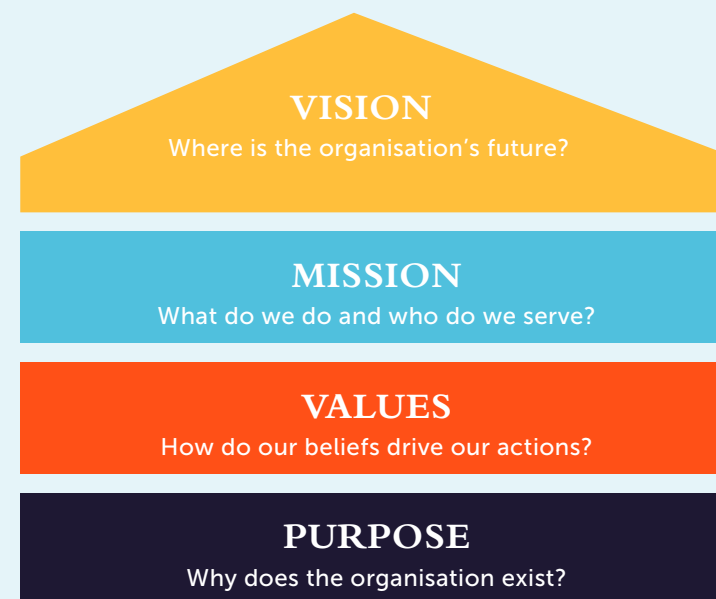 VISION
Where is the organisation’s future?
MISSION
What do we do and who do we serve?
VALUES
How do our beliefs drive our actions?
PURPOSE
Why does the organisation exist?